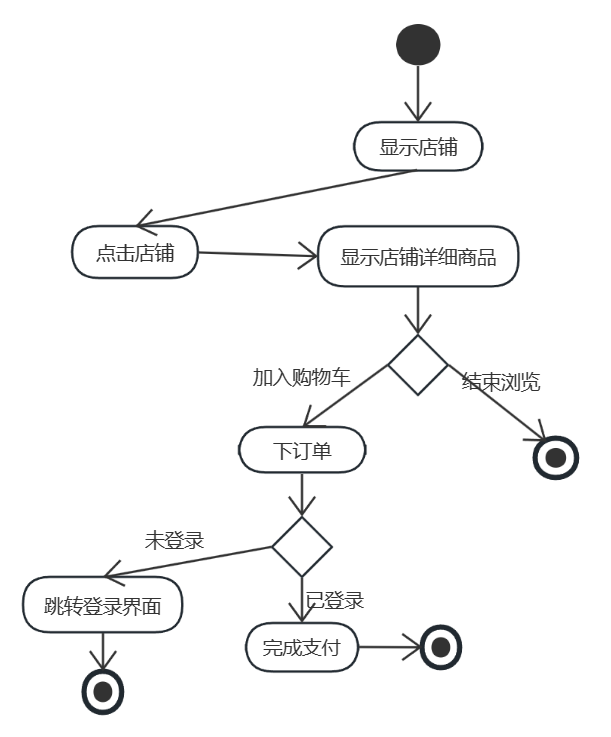 显示店铺
点击店铺
显示店铺详细商品
加入购物车
结束浏览
下订单
未登录
已登录
跳转登录界面
完成支付